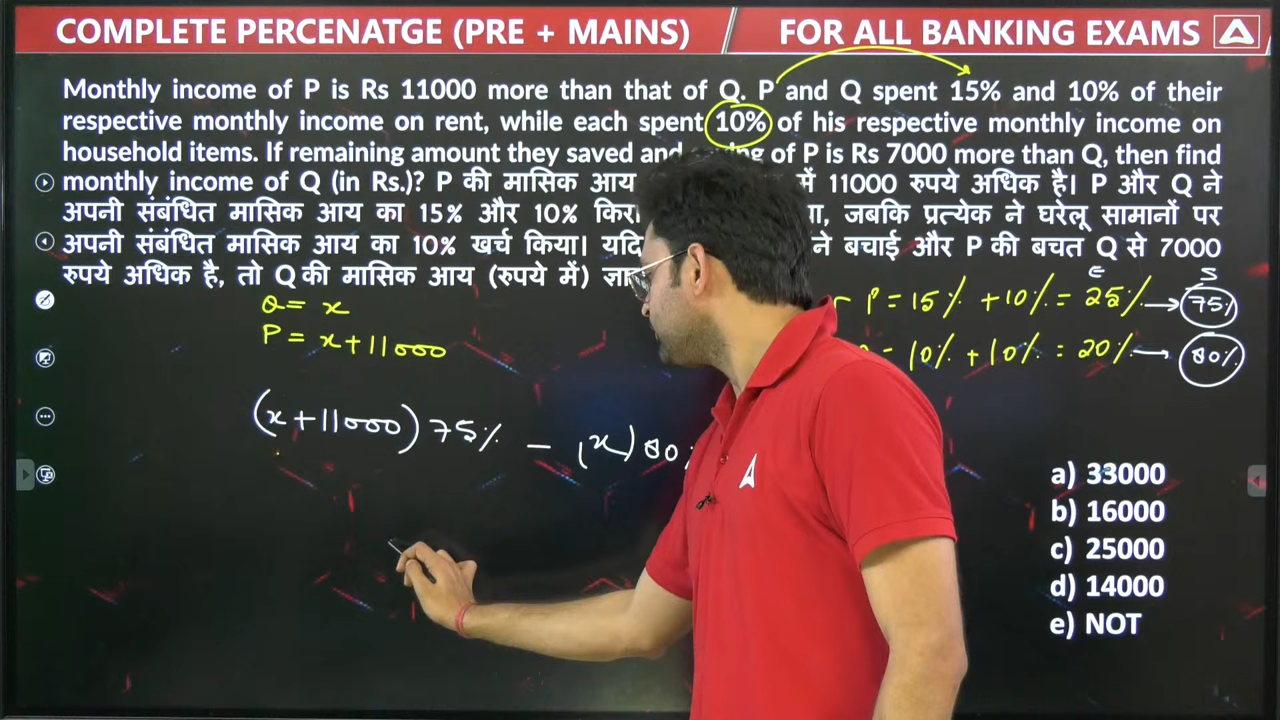 COMPLETE PERCENATGE (PRE + MAINS) FOR ALL BANKING EXAMS
Monthly income of P is Rs 11000 more than that of Q. P and Q spent 15% and 10% of their
respective monthly income on rent, while each spent 10% of his respective monthly income on
household items. If remaining amount they saved and of P is Rs 7000 more than Q, then find
monthly income of Q (in Rs.)? P की मासिक आय में 11000 रुपये अधिक है। P और Q ने
अपनी संबंधित मासिक आय का 15% और 10% जबकि प्रत्येक ने घरेलू सामानों पर
अपनी संबंधित मासिक आय का 10% खर्च किया। यदि ने बचाई और P की बचत Q से 7000
रुपये अधिक है, तो Q की मासिक आय (रुपये में)
E S
P = 15% + 10% = 25% → 75%
- 10% + 10% = 20% → 80%
Q = x
P = x + 11000
(x + 11000) 75% - (x) 80
a) 33000
b) 16000
c) 25000
d) 14000
e) NOT